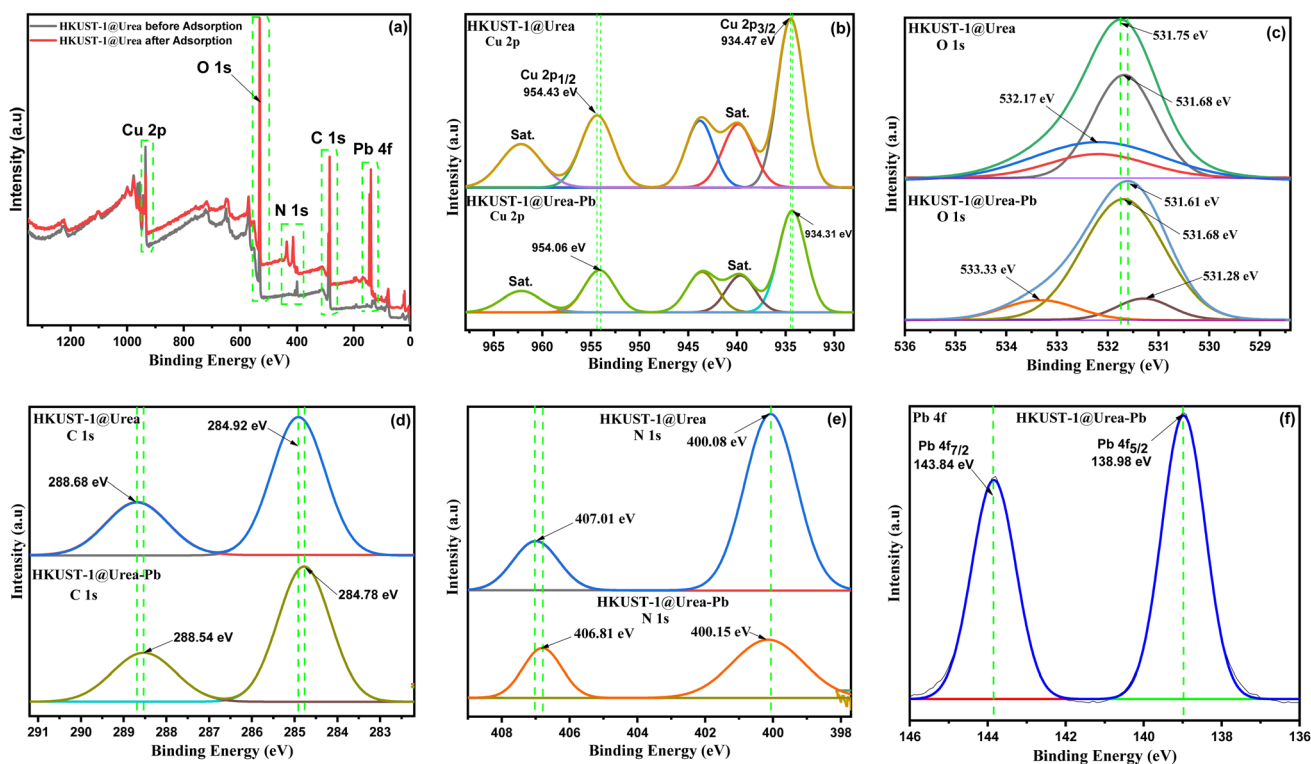 (a)
HKUST-1@Urea before Adsorption
HKUST-1@Urea after Adsorption
O 1s
Cu 2p
C 1s
Pb 4f
N 1s
Intensity (a.u)
1200 1000 800 600 400 200 0
Binding Energy (eV)
(b)
HKUST-1@Urea
Cu 2p
Cu 2p3/2
934.47 eV
Cu 2p1/2
954.43 eV
Sat.
Sat.
HKUST-1@Urea-Pb
Cu 2p
954.06 eV
934.31 eV
Sat.
Sat.
Intensity (a.u)
965 960 955 950 945 940 935 930
Binding Energy (eV)
(c)
HKUST-1@Urea
O 1s
531.75 eV
532.17 eV
531.68 eV
HKUST-1@Urea-Pb
O 1s
531.61 eV
531.68 eV
533.33 eV
531.28 eV
Intensity (a.u)
536 535 534 533 532 531 530 529
Binding Energy (eV)
(d)
HKUST-1@Urea
C 1s
284.92 eV
288.68 eV
HKUST-1@Urea-Pb
C 1s
284.78 eV
288.54 eV
Intensity (a.u)
291 290 289 288 287 286 285 284 283
Binding Energy (eV)
(e)
HKUST-1@Urea
N 1s
400.08 eV
407.01 eV
HKUST-1@Urea-Pb
N 1s
406.81 eV
400.15 eV
Intensity (a.u)
408 406 404 402 400 398
Binding Energy (eV)
(f)
Pb 4f
HKUST-1@Urea-Pb
Pb 4f7/2
143.84 eV
Pb 4f5/2
138.98 eV
Intensity (a.u)
146 144 142 140 138 136
Binding Energy (eV)